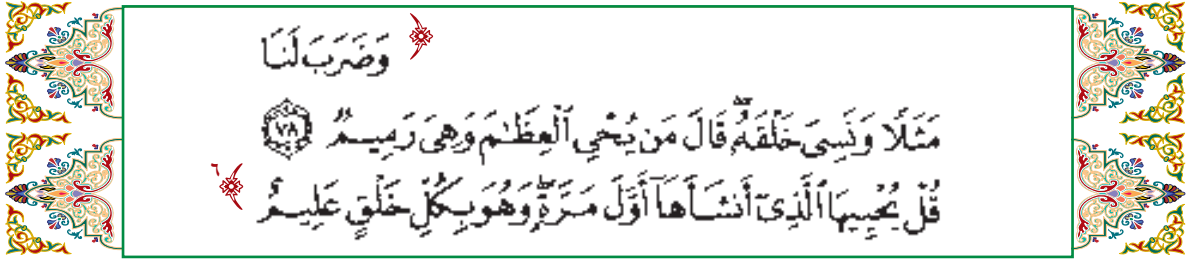 ﴿ وَضَرَبَ لَنَا
مَثَلًا وَنَسِيَ خَلْقَهُۥۖ قَالَ مَن يُحْيِ ٱلْعِظَـٰمَ وَهِىَ رَمِيمٌ ٧٨
قُلْ يُحْيِيهَا ٱلَّذِىٓ أَنشَأَهَآ أَوَّلَ مَرَّةٍۖ وَهُوَ بِكُلِّ خَلْقٍ عَلِيمٌ ﴾